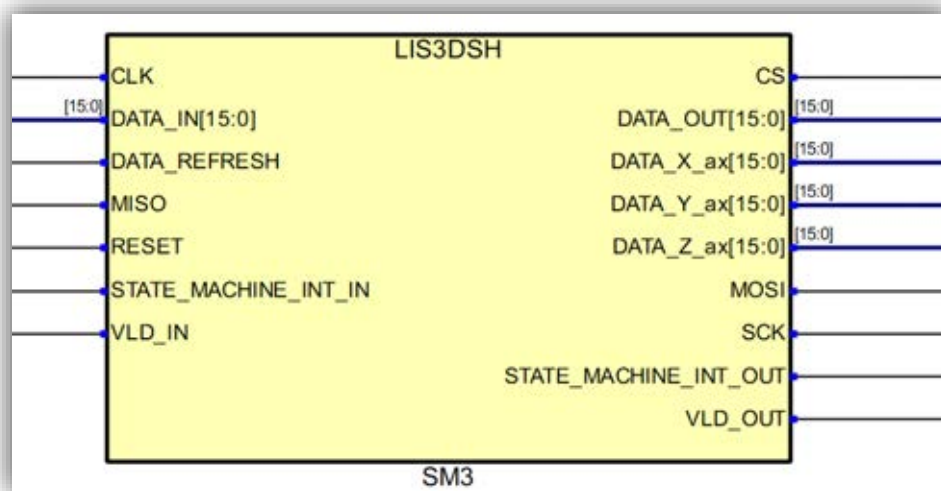 LIS3DSH
CLK
CS
[15:0]
DATA_IN[15:0]
DATA_OUT[15:0]
[15:0]
DATA_REFRESH
DATA_X_ax[15:0]
[15:0]
MISO
DATA_Y_ax[15:0]
[15:0]
RESET
DATA_Z_ax[15:0]
[15:0]
STATE_MACHINE_INT_IN
MOSI
VLD_IN
SCK
STATE_MACHINE_INT_OUT
VLD_OUT
SM3